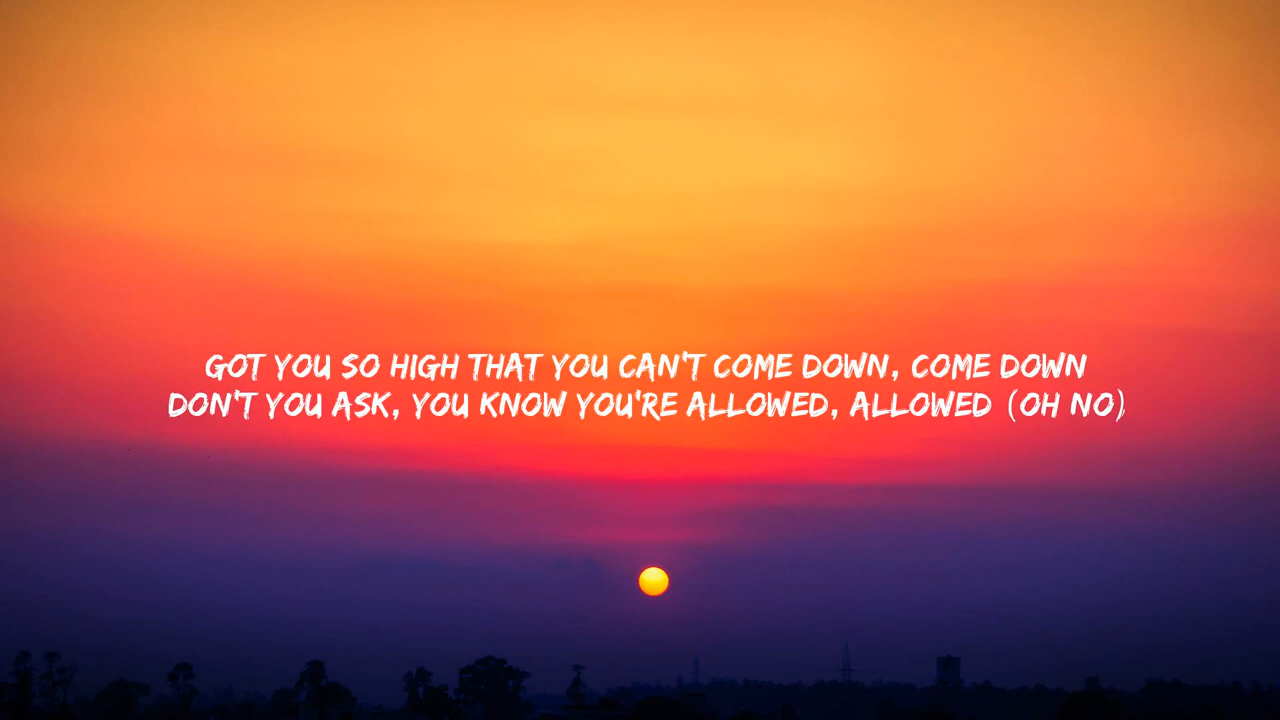 GOT YOU SO HIGH THAT YOU CAN'T COME DOWN, COME DOWN
DON'T YOU ASK, YOU KNOW YOU'RE ALLOWED, ALLOWED (OH NO)